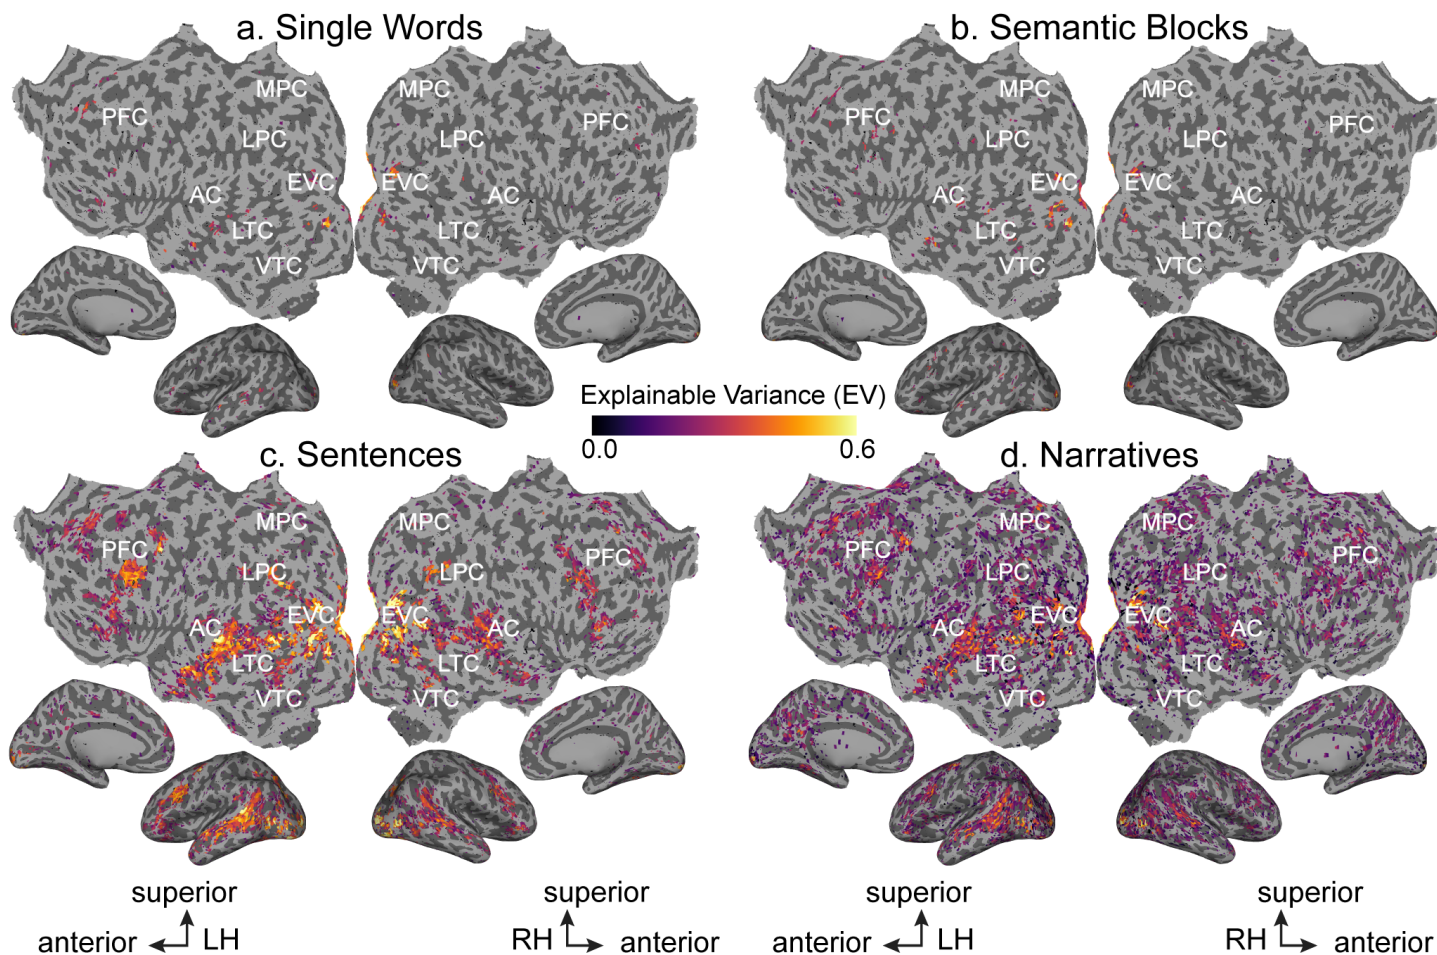 a. Single Words
b. Semantic Blocks
MPC MPC
PFC PFC
LPC LPC
EVC EVC
AC AC
LTC LTC
VTC VTC
MPC MPC
PFC PFC
LPC LPC
EVC EVC
AC AC
LTC LTC
VTC VTC
Explainable Variance (EV)
0.0 0.6
c. Sentences
d. Narratives
MPC MPC
PFC PFC
LPC LPC
EVC EVC
AC AC
LTC LTC
VTC VTC
MPC MPC
PFC PFC
LPC LPC
EVC EVC
AC AC
LTC LTC
VTC VTC
superior
anterior LH
superior
RH anterior
superior
anterior LH
superior
RH anterior